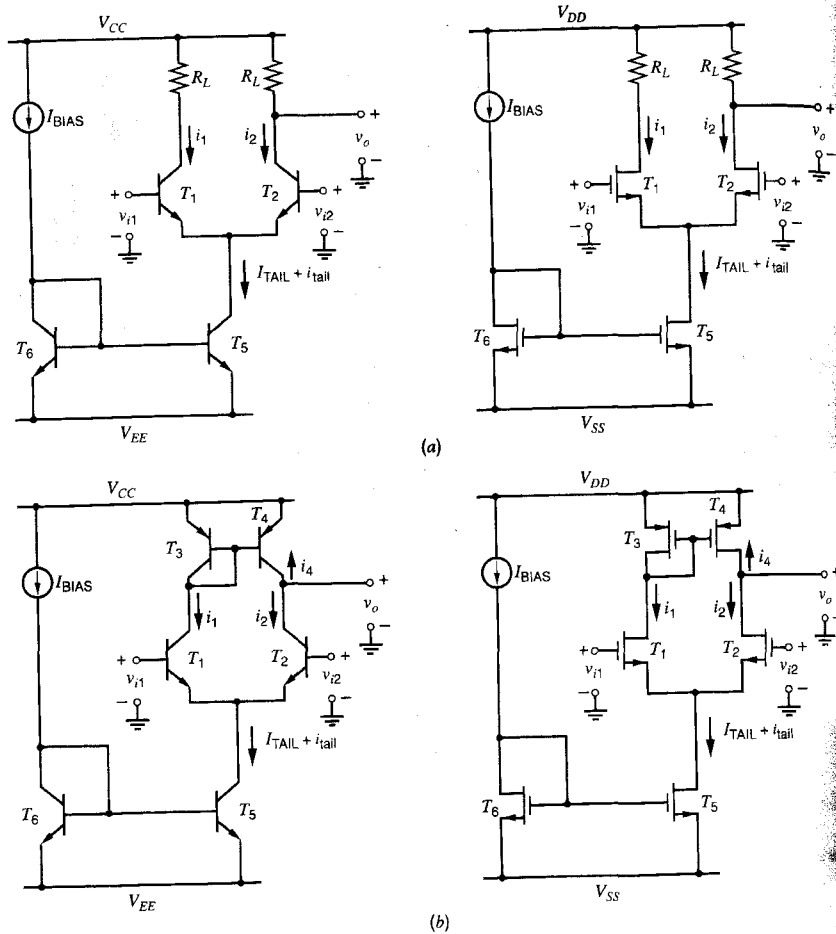 V_CC
R_L R_L
I_BIAS
i_1 i_2
+
v_o
−
+ T_1 T_2 +
v_i1 v_i2
− −
I_TAIL + i_tail
T_6 T_5
V_EE
V_DD
R_L R_L
I_BIAS
i_1 i_2
+
v_o
−
+ T_1 T_2 +
v_i1 v_i2
− −
I_TAIL + i_tail
T_6 T_5
V_SS
(a)
V_CC
T_3 T_4
I_BIAS
i_4
i_1 i_2
+
v_o
−
+ T_1 T_2 +
v_i1 v_i2
− −
I_TAIL + i_tail
T_6 T_5
V_EE
V_DD
T_3 T_4
I_BIAS
i_4
i_1 i_2
+
v_o
−
+ T_1 T_2 +
v_i1 v_i2
− −
I_TAIL + i_tail
T_6 T_5
V_SS
(b)